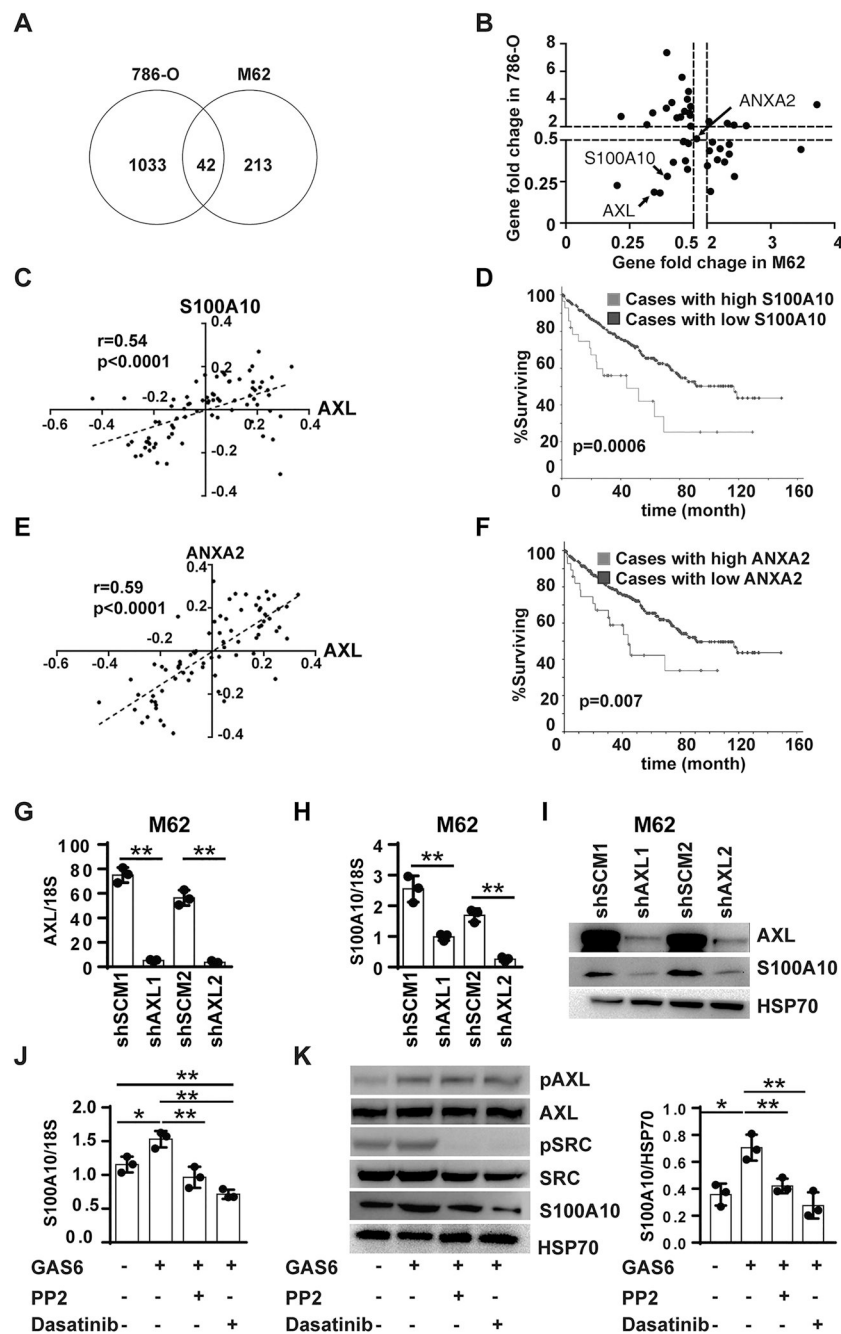 A
786-O M62
1033 42 213
B
Gene fold chage in 786-O
8
6
4
2
0.5
0.25
0
ANXA2
S100A10
AXL
0 0.25 0.5 2 3 4
Gene fold chage in M62
C
S100A10
r=0.54
p<0.0001
0.4
0.2
-0.2
-0.4
-0.6 -0.4 -0.2 0.2 0.4
AXL
D
Cases with high S100A10
Cases with low S100A10
%Surviving
100
80
60
40
20
0
p=0.0006
0 40 80 120 160
time (month)
E
ANXA2
r=0.59
p<0.0001
0.4
0.2
-0.2
-0.4
-0.6 -0.4 -0.2 0 0.2 0.4
AXL
F
Cases with high ANXA2
Cases with low ANXA2
%Surviving
100
80
60
40
20
0
p=0.007
0 40 80 120 160
time (month)
G
M62
AXL/18S
100
80
60
40
20
0
** **
shSCM1 shAXL1 shSCM2 shAXL2
H
M62
S100A10/18S
4
3
2
1
0
** **
shSCM1 shAXL1 shSCM2 shAXL2
I
M62
shSCM1 shAXL1 shSCM2 shAXL2
AXL
S100A10
HSP70
J
S100A10/18S
2.0
1.5
1.0
0.5
0.0
**
**
* **
GAS6 - + + +
PP2 - - + -
Dasatinib - - - +
K
pAXL
AXL
pSRC
SRC
S100A10
HSP70
GAS6 - + + +
PP2 - - + -
Dasatinib - - - +
S100A10/HSP70
1.0
0.8
0.6
0.4
0.2
0.0
**
* **
GAS6 - + + +
PP2 - - + -
Dasatinib - - - +